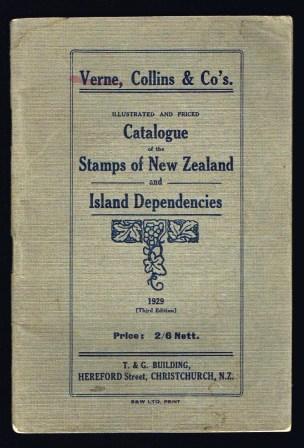 Verne, Collins & Co's.
ILLUSTRATED AND PRICED
Catalogue
of the
Stamps of New Zealand
and
Island Dependencies
1929
[Third Edition]
Price: 2/6 Nett.
T. & G. BUILDING,
HEREFORD Street, CHRISTCHURCH, N.Z.
B&W LTD. PRINT